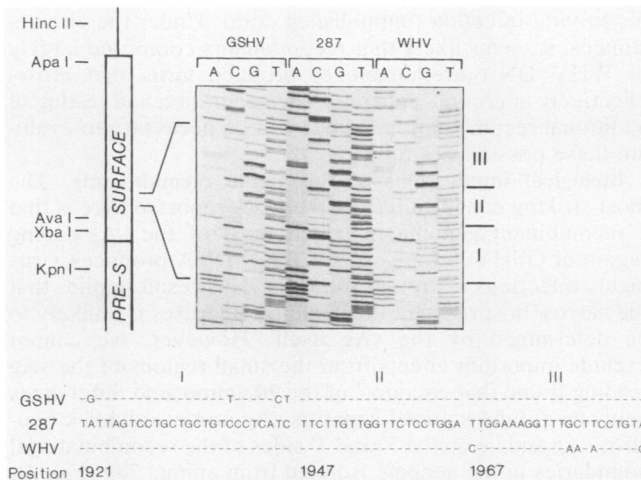 Hinc II
Apa I
SURFACE
Ava I
Xba I
Kpn I
PRE-S
GSHV 287 WHV
A C G T A C G T A C G T
III
II
II III
GSHV -G- T--CT
287 TATTAGTCCTGCTGCTGTCCCTCATC TTCTTGTTGGTTCTCCTGGA TTGGAAAGGTTTGCTTCCTGTA
WHV C- -AA-A-
Position 1921 1947 1967